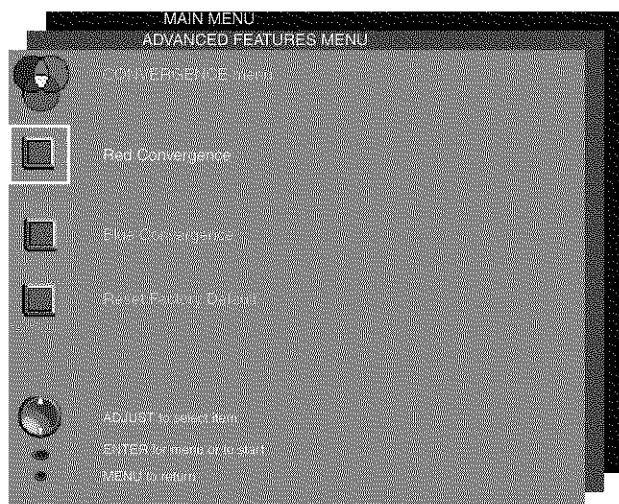 MAIN MENU
ADVANCED FEATURES MENU
CONVERGENCE menu
Red Convergence
Blue Convergence
Reset Factory Default
ADJUST to select item
ENTER for menu or to start
MENU to return